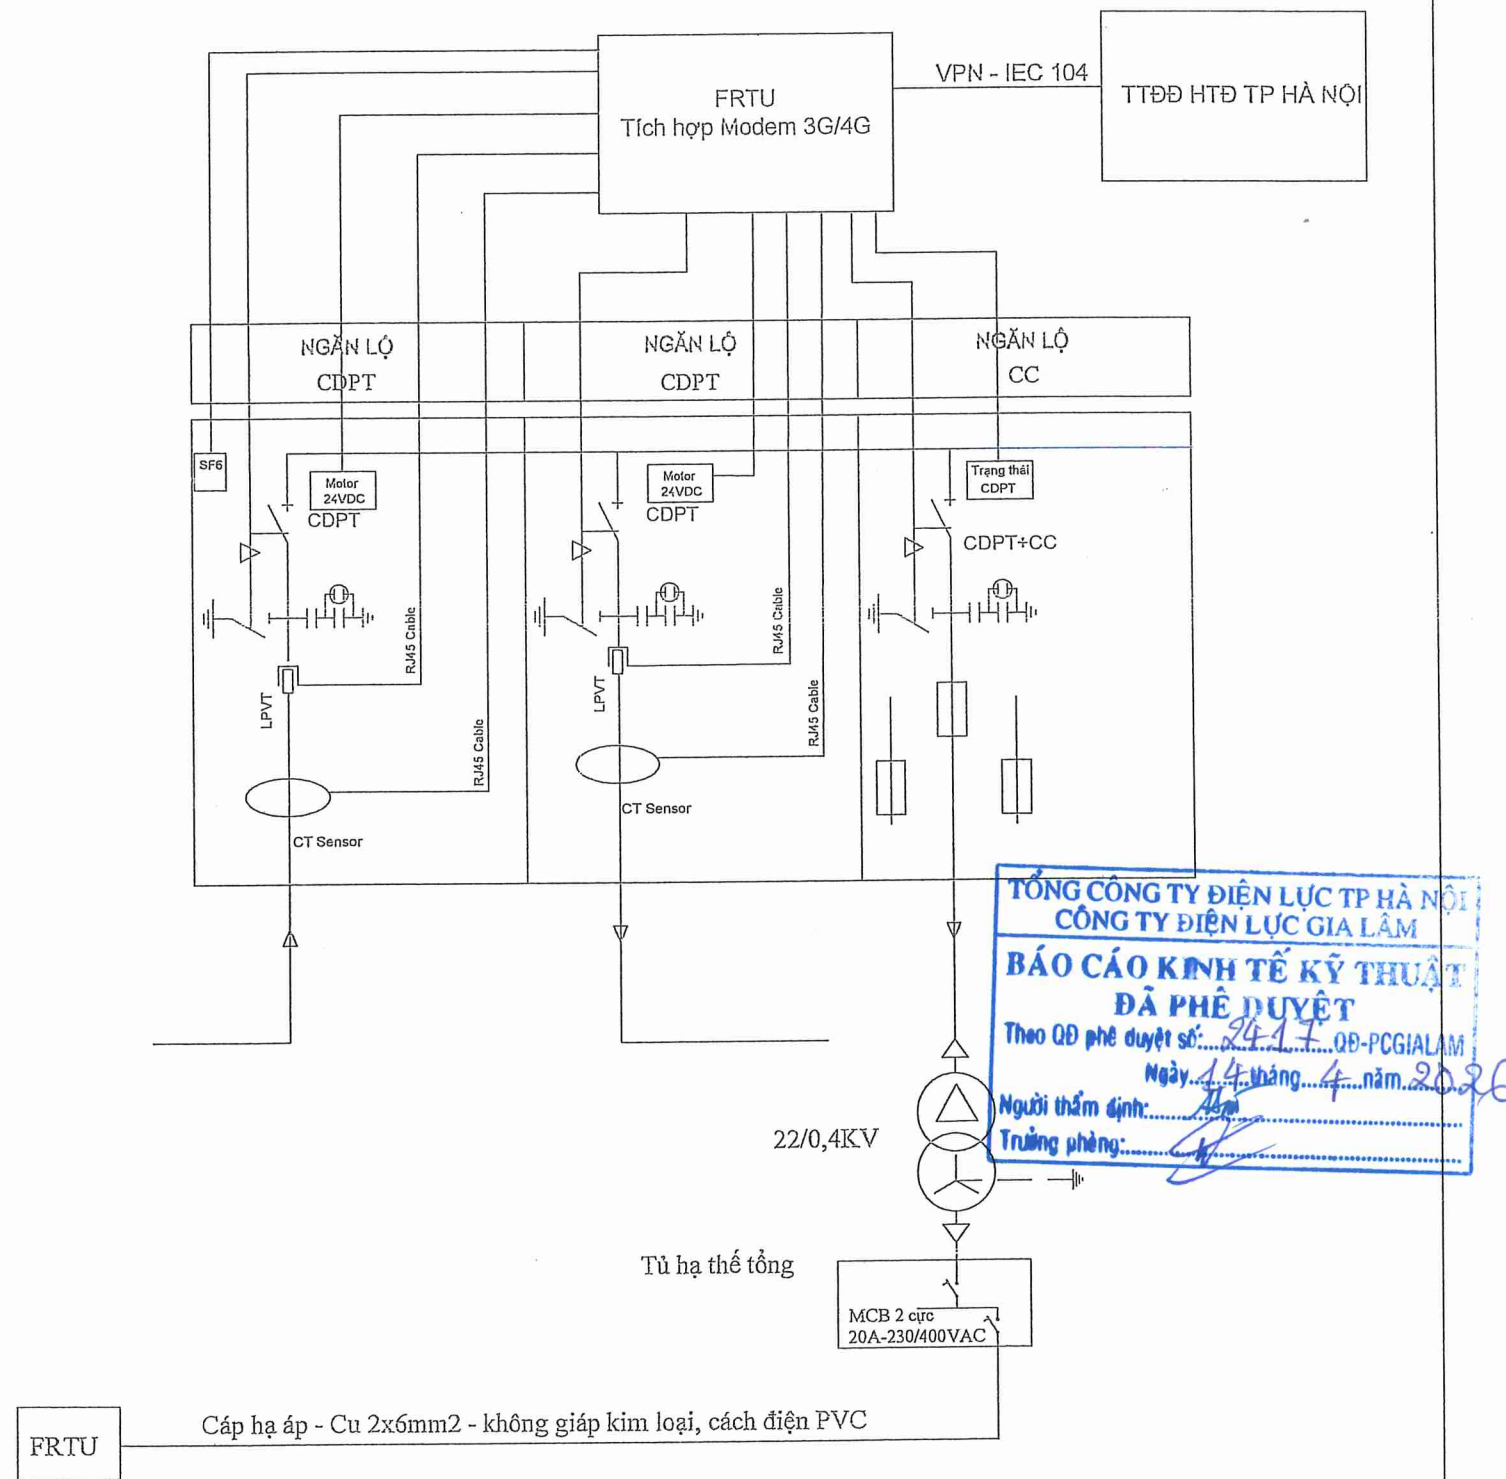 VPN - IEC 104
FRTU
Tích hợp Modem 3G/4G
TTĐĐ HTĐ TP HÀ NỘI
NGĂN LỘ
CDPT
NGĂN LỘ
CDPT
NGĂN LỘ
CC
SF6
Motor
24VDC
CDPT
Motor
24VDC
CDPT
Trạng thái
CDPT
CDPT+CC
RJ45 Cable
RJ45 Cable
LPVT
LPVT
RJ45 Cable
RJ45 Cable
CT Sensor
CT Sensor
TỔNG CÔNG TY ĐIỆN LỰC TP HÀ NỘI
CÔNG TY ĐIỆN LỰC GIA LÂM
BÁO CÁO KINH TẾ KỸ THUẬT
ĐÃ PHÊ DUYỆT
Theo QĐ phê duyệt số:....2417....QĐ-PCGIALAM
Ngày..14..tháng...4...năm..2026
Người thẩm định:
Trưởng phòng:
22/0,4KV
Tủ hạ thế tổng
MCB 2 cực
20A-230/400VAC
Cáp hạ áp - Cu 2x6mm2 - không giáp kim loại, cách điện PVC
FRTU